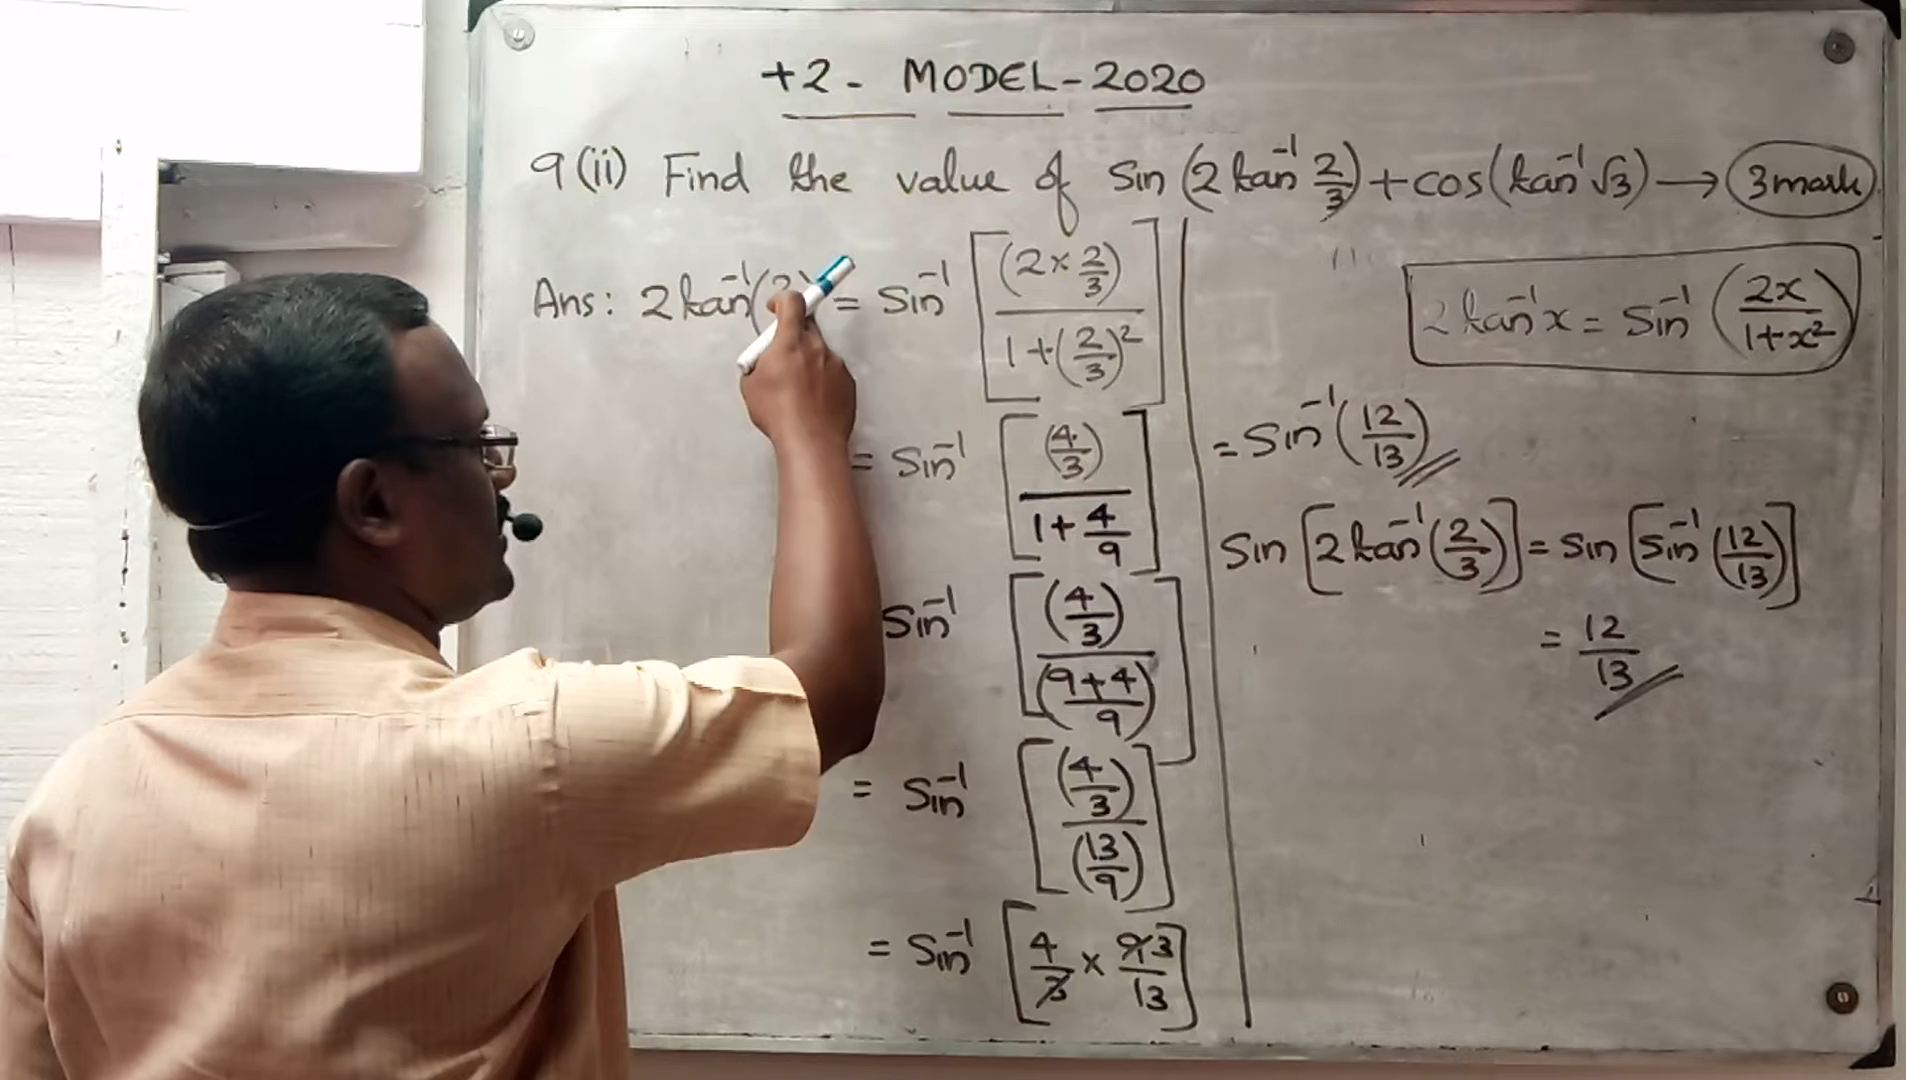 +2 - MODEL - 2020
9 (ii) Find the value of Sin (2 tan⁻¹ 2/3) + cos (tan⁻¹ √3) → 3 mark
Ans: 2 tan⁻¹ (2 = Sin⁻¹ [(2 × 2/3) / (1 + (2/3)²)]
= Sin⁻¹ [(4/3) / (1 + 4/9)]
Sin⁻¹ [(4/3) / ((9+4)/9)]
= Sin⁻¹ [(4/3) / (13/9)]
= Sin⁻¹ [4/3 × 9 3/13]
2 tan⁻¹ x = Sin⁻¹ (2x / 1+x²)
= Sin⁻¹ (12/13)
Sin [2 tan⁻¹ (2/3)] = Sin [Sin⁻¹ (12/13)]
= 12/13